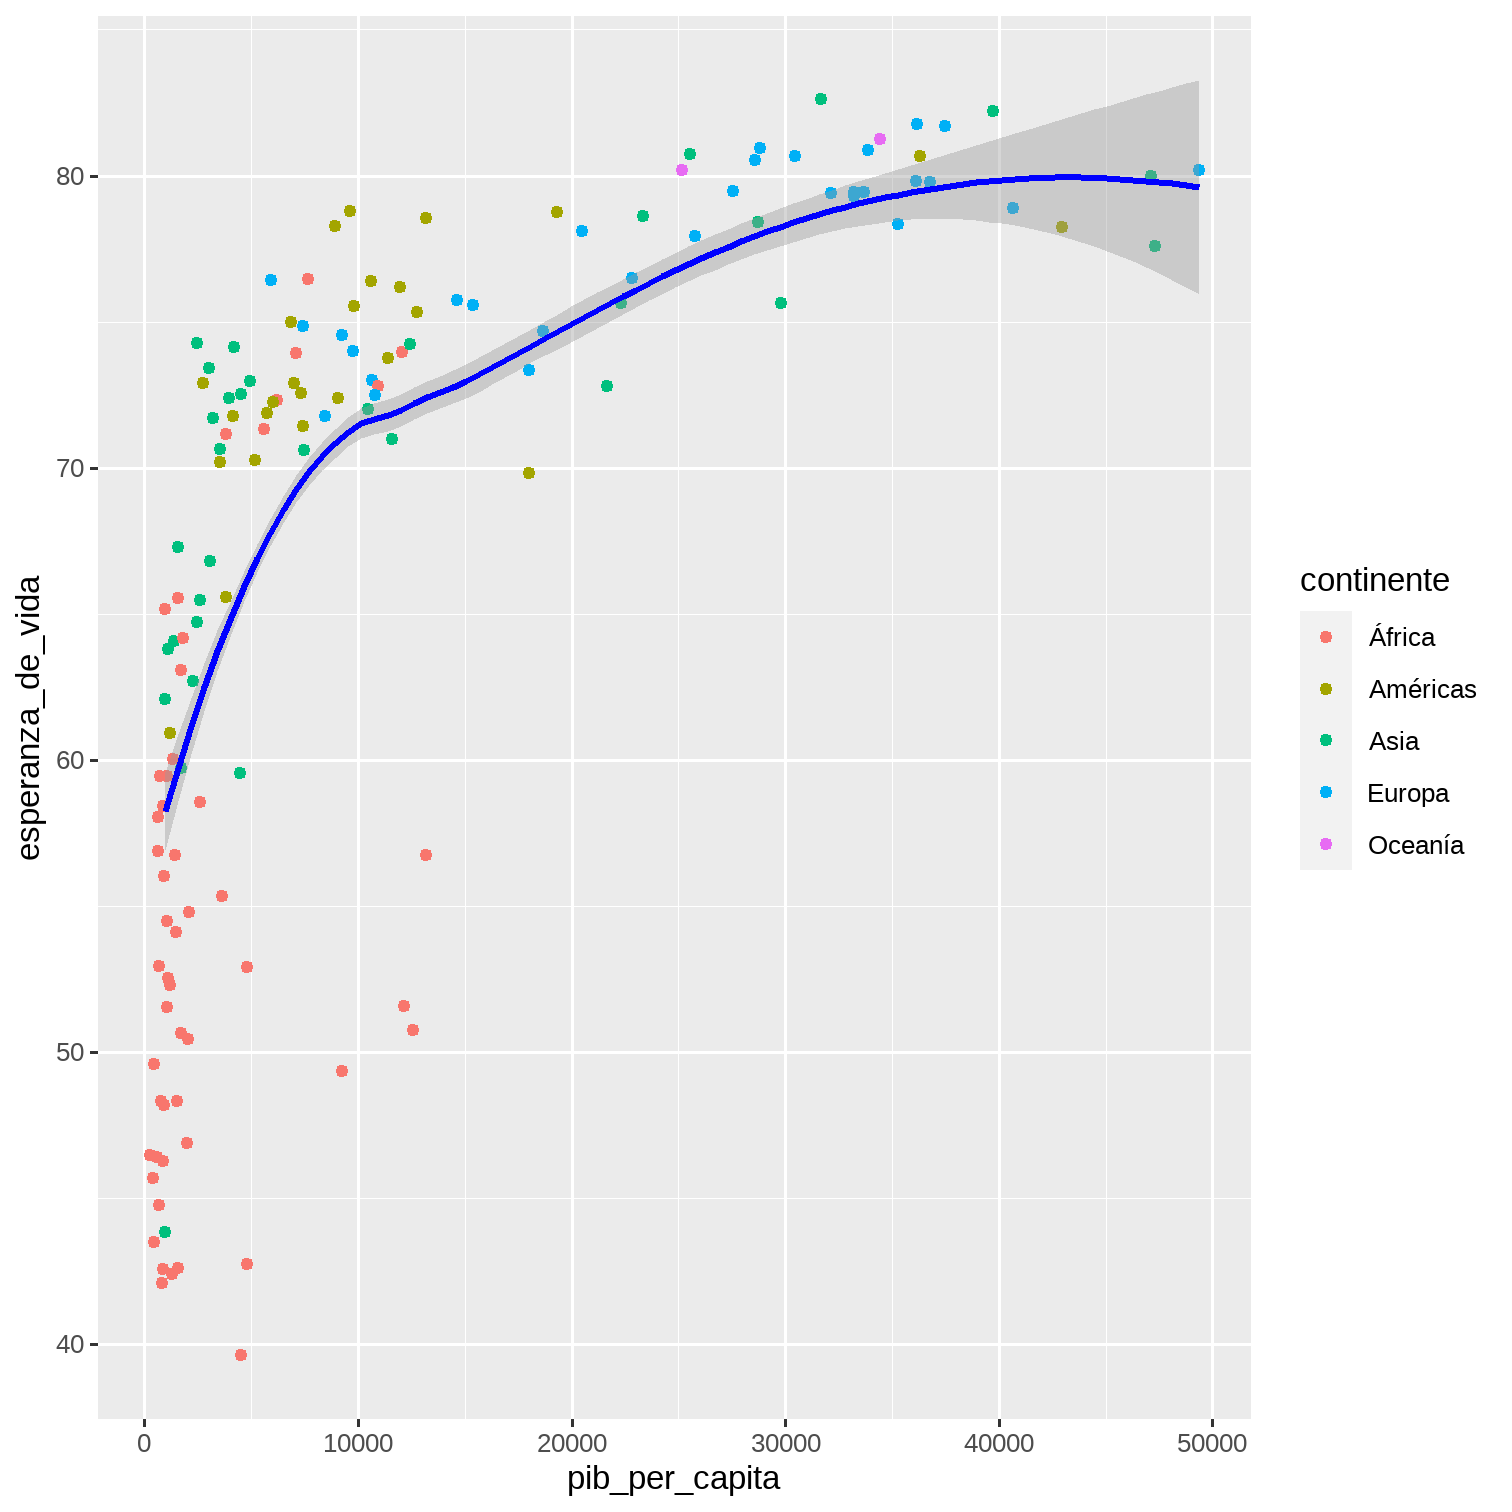 80
70
60
50
40
esperanza_de_vida
0 10000 20000 30000 40000 50000
pib_per_capita
continente
África
Américas
Asia
Europa
Oceanía